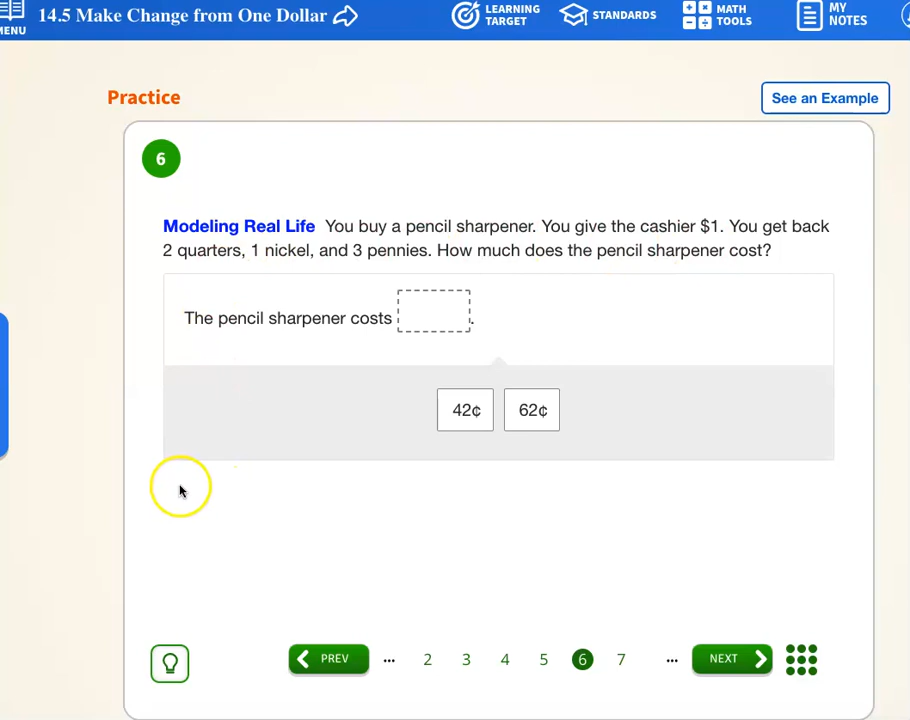 14.5 Make Change from One Dollar
LEARNING
TARGET
STANDARDS
MATH
TOOLS
MY
NOTES
MENU
Practice
See an Example
6
Modeling Real Life You buy a pencil sharpener. You give the cashier $1. You get back
2 quarters, 1 nickel, and 3 pennies. How much does the pencil sharpener cost?
The pencil sharpener costs .
42¢ 62¢
PREV ... 2 3 4 5 6 7 ... NEXT